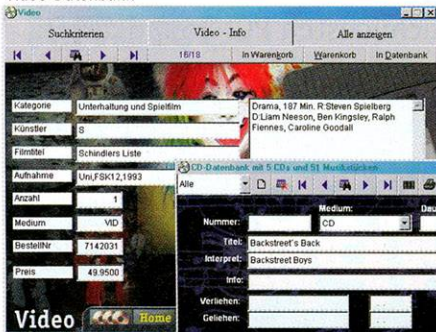 Video
Suchkriterien
Video - Info
Alle anzeigen
16/18
In Warenkorb
Warenkorb
In Datenbank
Kategorie
Unterhaltung und Spielfilm
Drama, 187 Min. R:Steven Spielberg
D:Liam Neeson, Ben Kingsley, Ralph
Fiennes, Caroline Goodall
Künstler
S
Filmtitel
Schindlers Liste
CD-Datenbank mit 5 CDs und 51 Musikstücken
Aufnahme
Uni,FSK12,1993
Alle
Anzahl
1
Medium:
Dau
Medium
VID
Nummer:
CD
BestellNr
7142031
Titel:
Backstreet's Back
Interpret:
Backstreet Boys
Preis
49.9500
Info:
Verliehen:
Geliehen:
Video
Home